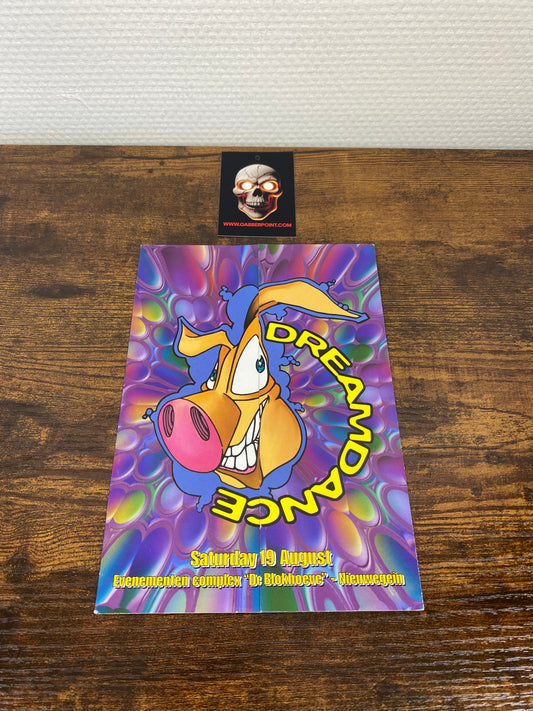 WWW.GABBERPOINT.COM
DREAMDANCE
Saturday 19 August
Evenementen complex "De Blokhoeve" - Nieuwegein